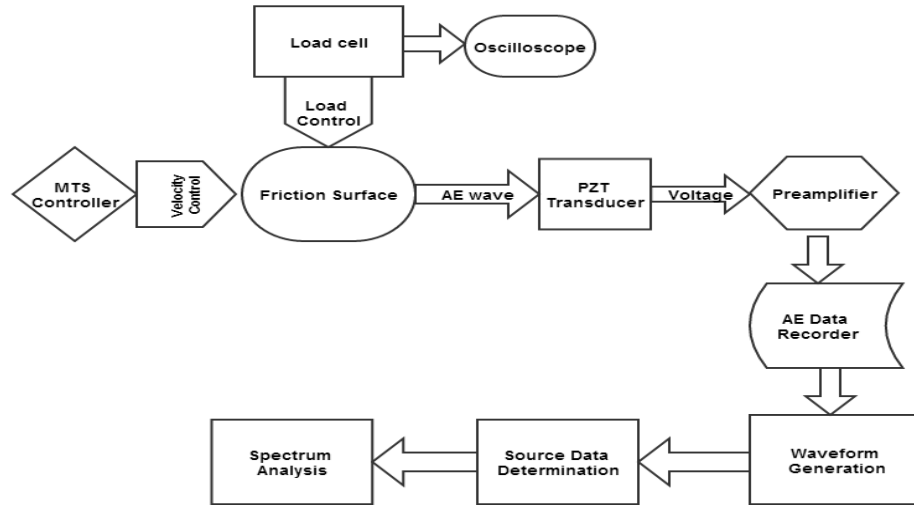 Load cell
Oscilloscope
Load
Control
MTS
Controller
Velocity
Control
Friction Surface
AE wave
PZT
Transducer
Voltage
Preamplifier
AE Data
Recorder
Spectrum
Analysis
Source Data
Determination
Waveform
Generation